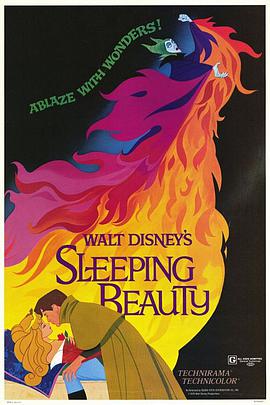 ABLAZE WITH WONDERS!
WALT DISNEY'S
SLEEPING
BEAUTY
TECHNIRAMA®
TECHNICOLOR®
G